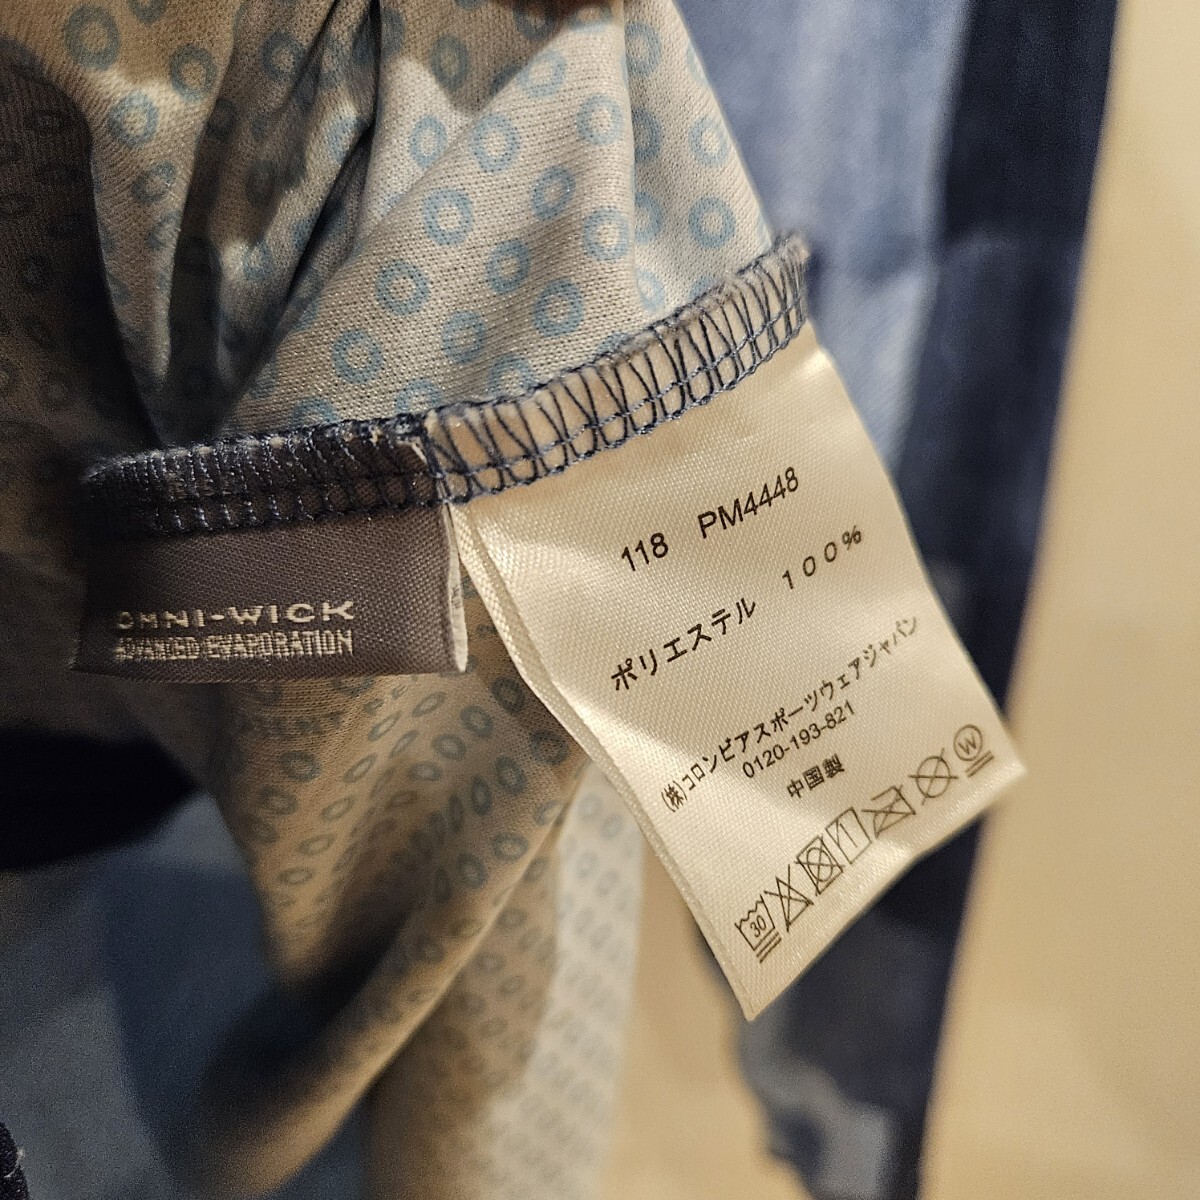 OMNI-WICK
ADVANCED EVAPORATION
118 PM4448
ポリエステル 100%
(株)コロンビアスポーツウェアジャパン
0120-193-821
中国製
30
W